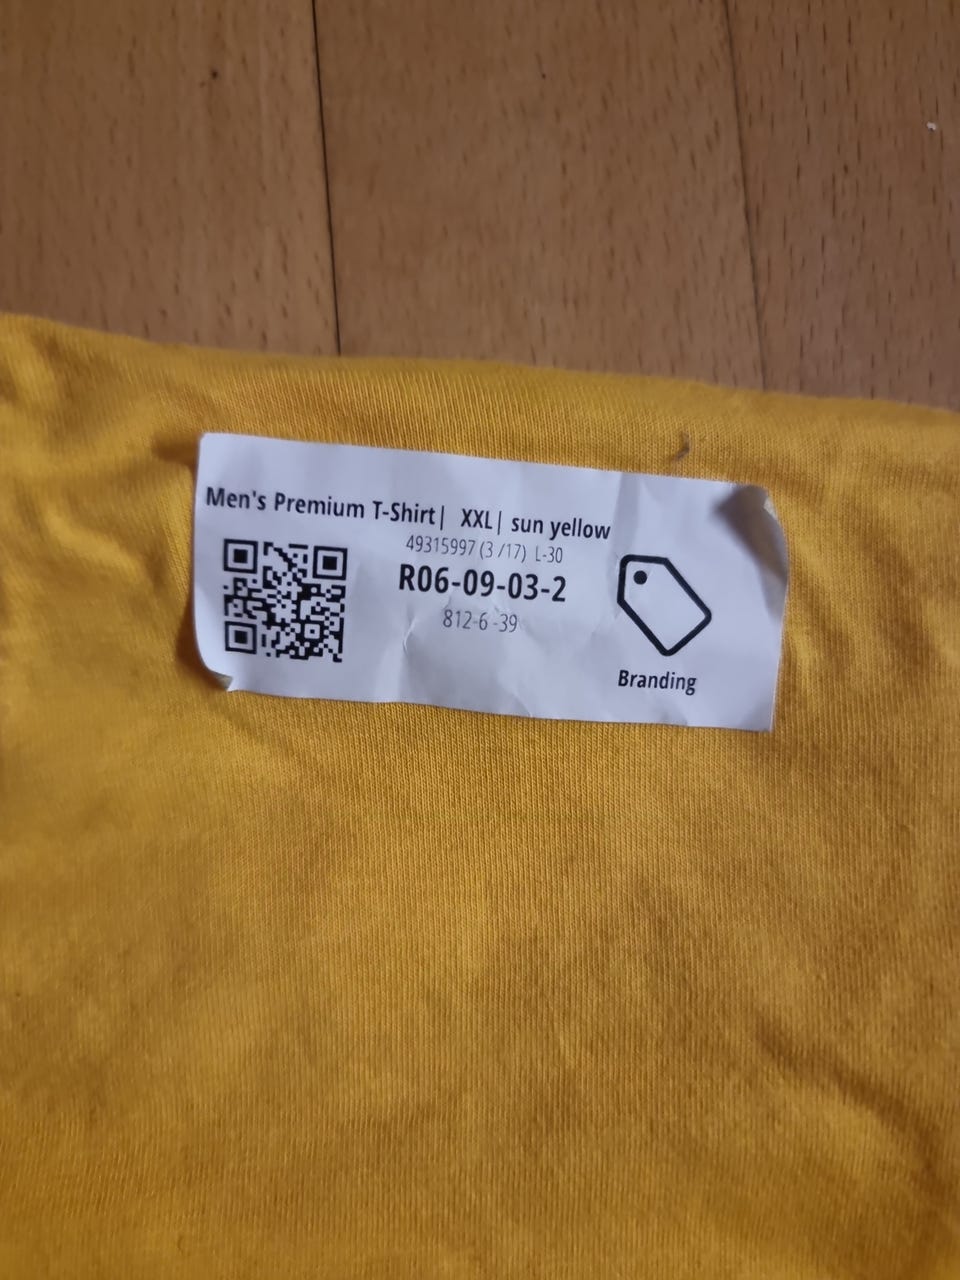 Men's Premium T-Shirt| XXL| sun yellow
49315997 (3 /17) L-30
R06-09-03-2
812-6 -39
Branding